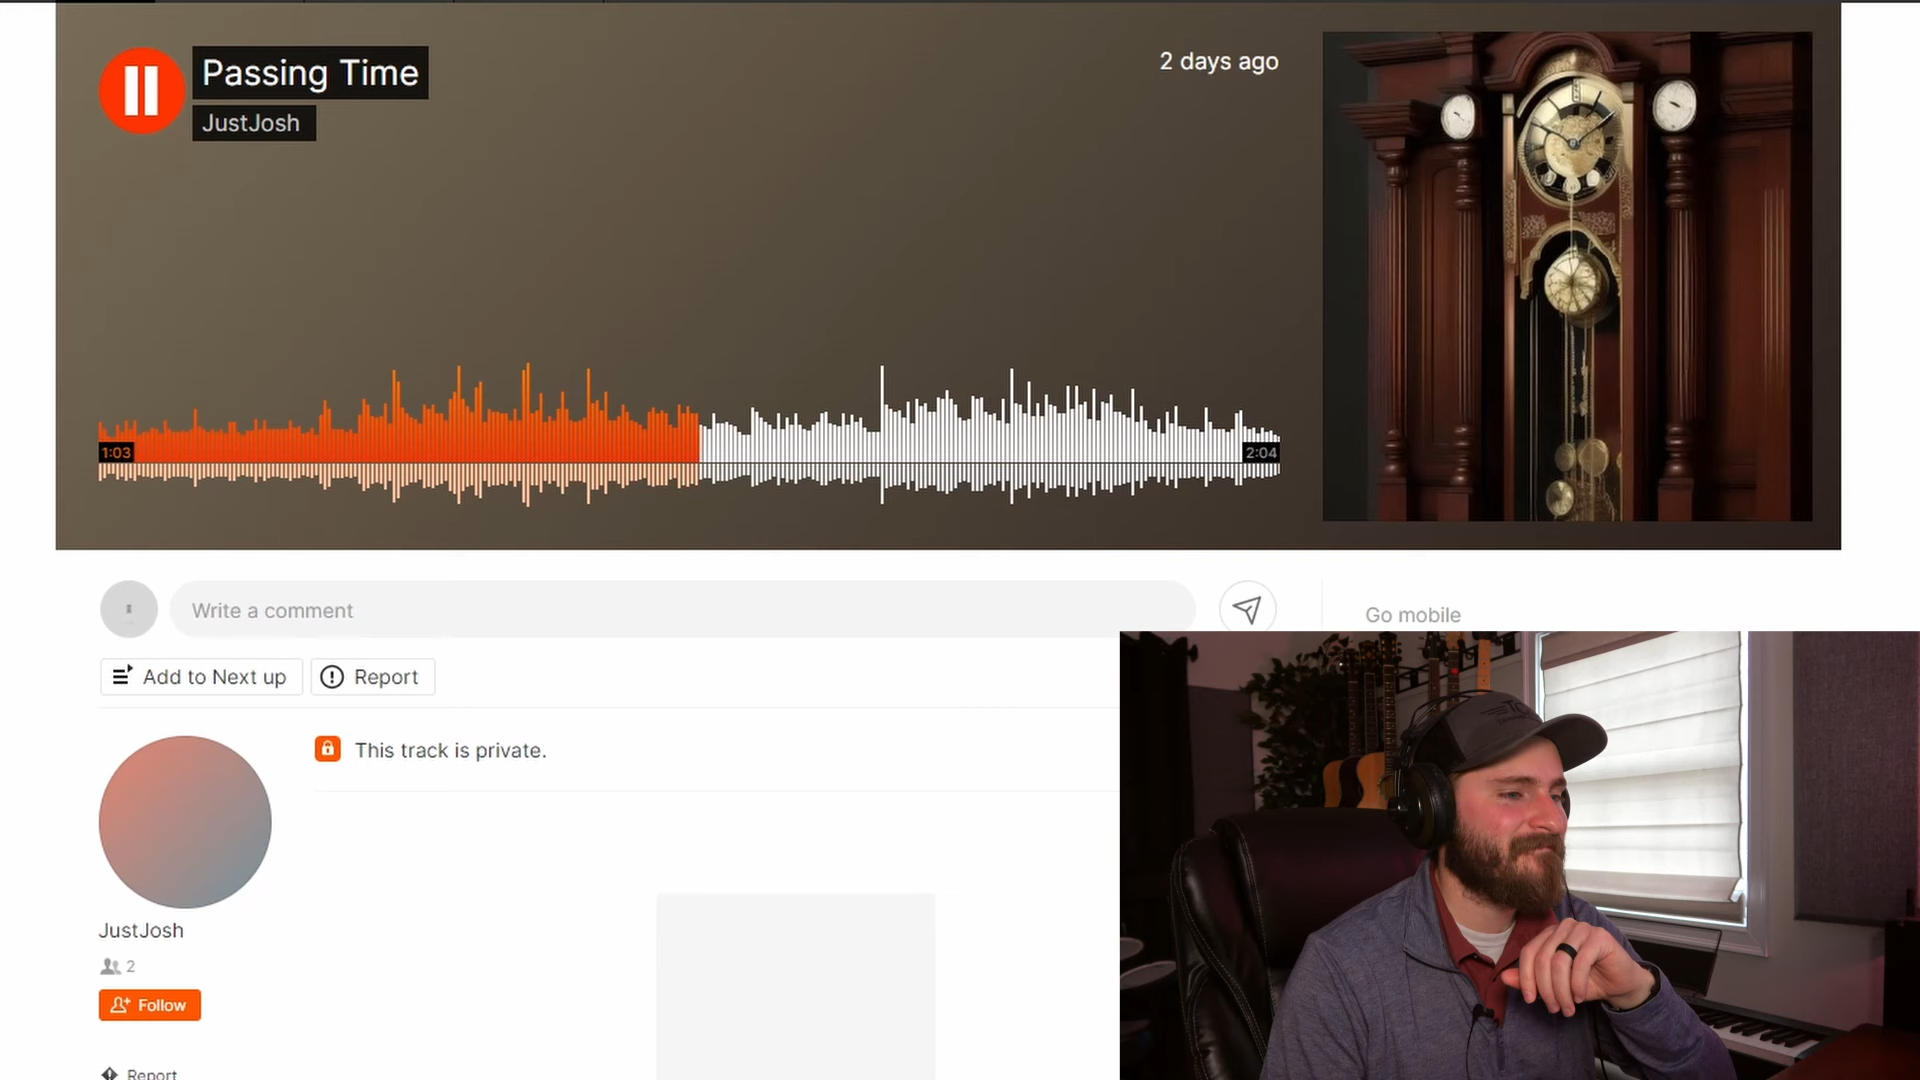 Passing Time
2 days ago
JustJosh
1:03
2:04
Write a comment
Go mobile
Add to Next up
Report
This track is private.
JustJosh
2
Follow
Report